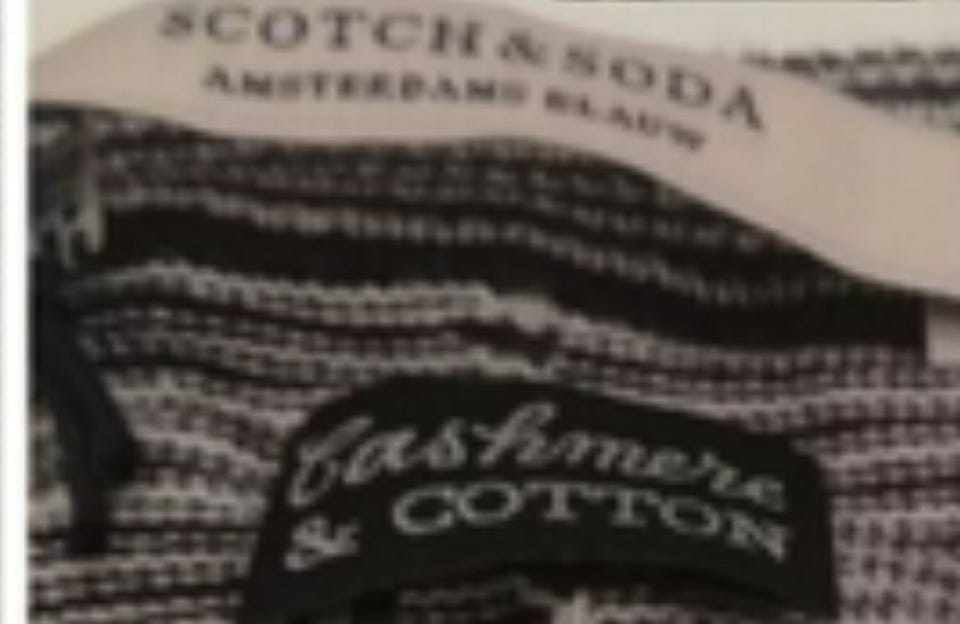 SCOTCH & SODA
AMSTERDAMS BLAUW
Cashmere
& COTTON